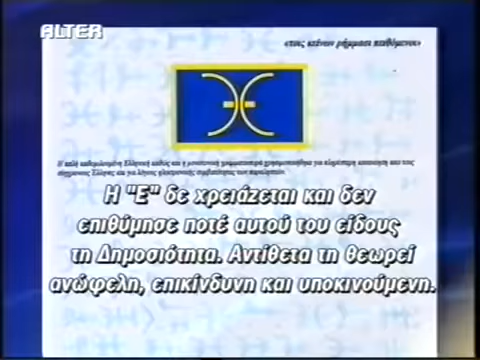 ALTER
«τοις κείνων ρήμμασι πειθόμενοι»
Η "Ε" δε χρειάζεται και δεν
επιθύμησε ποτέ αυτού του είδους
τη Δημοσιότητα. Αντίθετα τη θεωρεί
ανώφελη, επικίνδυνη και υποκινούμενη.